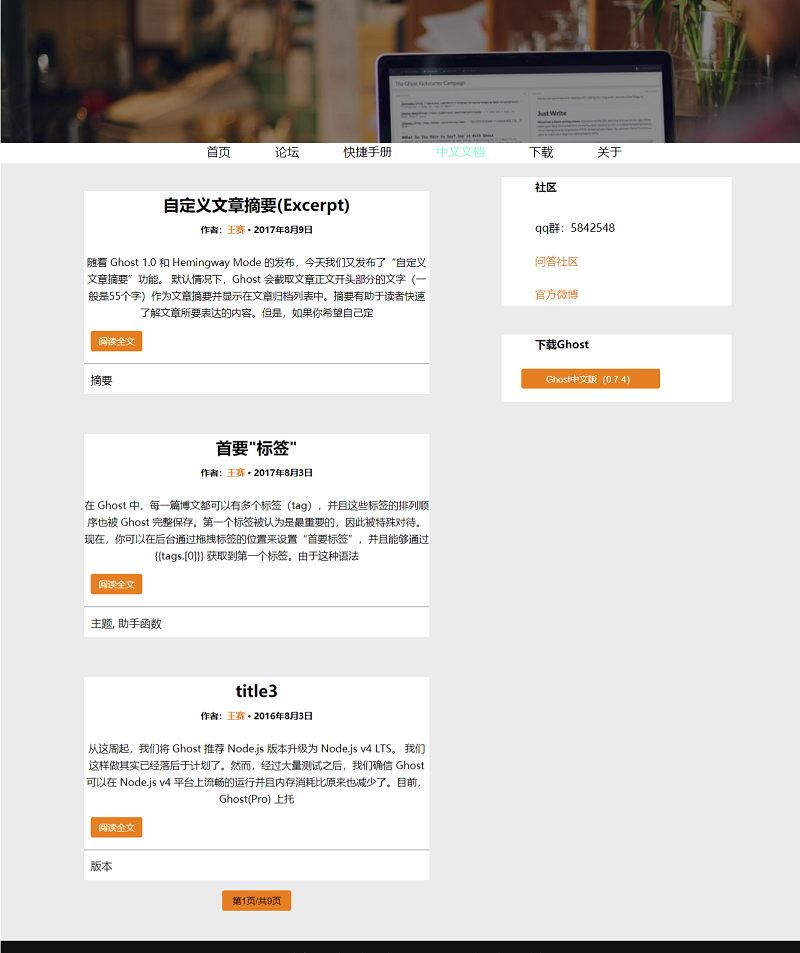 The Ghost Kickstarter Campaign
Just Write
What Do You Have to Say? Say it With Ghost
首页 论坛 快捷手册 中文文档 下载 关于
自定义文章摘要(Excerpt)
作者：王赛 • 2017年8月9日
随着 Ghost 1.0 和 Hemingway Mode 的发布，今天我们又发布了“自定义
文章摘要”功能。 默认情况下，Ghost 会截取文章正文开头部分的文字（一
般是55个字）作为文章摘要并显示在文章归档列表中。摘要有助于读者快速
了解文章所要表达的内容。但是，如果你希望自己定
阅读全文
摘要
首要"标签"
作者：王赛 • 2017年8月3日
在 Ghost 中，每一篇博文都可以有多个标签（tag），并且这些标签的排列顺
序也被 Ghost 完整保存。第一个标签被认为是最重要的，因此被特殊对待。
现在，你可以在后台通过拖拽标签的位置来设置“首要标签”，并且能够通过
{{tags.[0]}} 获取到第一个标签。由于这种语法
阅读全文
主题, 助手函数
title3
作者：王赛 • 2016年8月3日
从这周起，我们将 Ghost 推荐 Node.js 版本升级为 Node.js v4 LTS。 我们
这样做其实已经落后于计划了。然而，经过大量测试之后，我们确信 Ghost
可以在 Node.js v4 平台上流畅的运行并且内存消耗比原来也减少了。目前，
Ghost(Pro) 上托
阅读全文
版本
第1页/共9页
社区
qq群：5842548
问答社区
官方微博
下载Ghost
Ghost中文版（0.7.4）